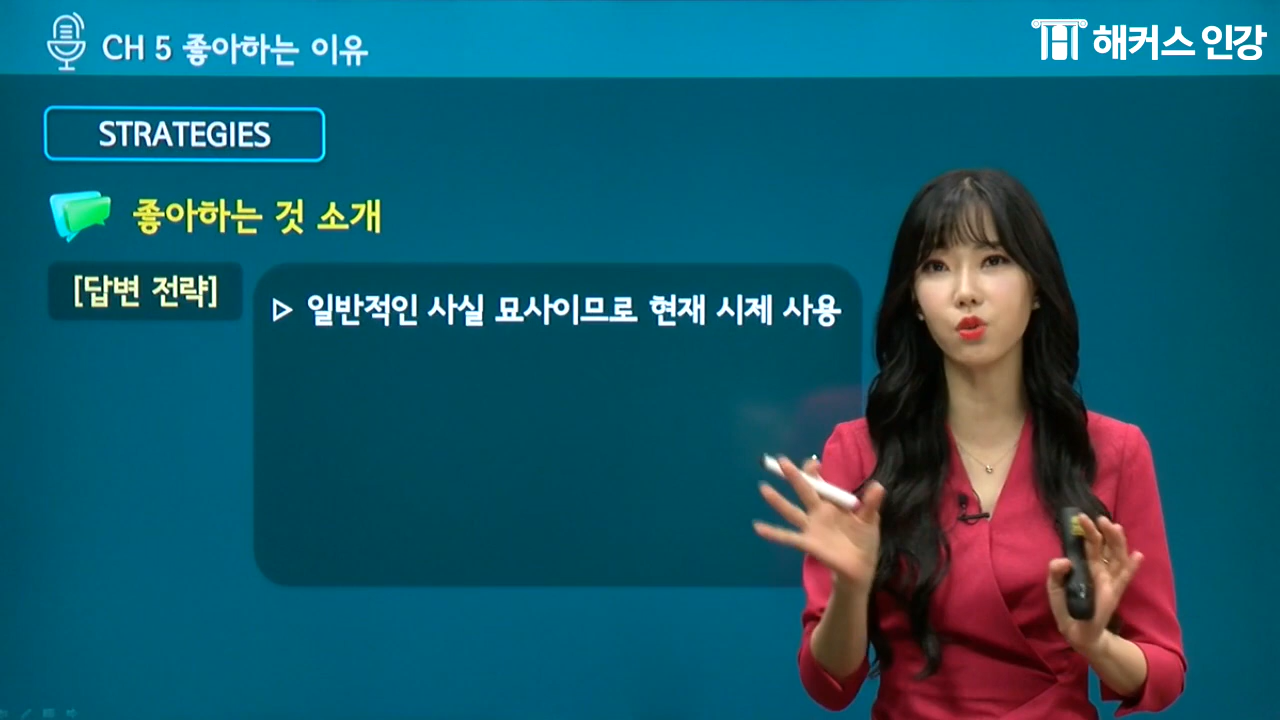 CH 5 좋아하는 이유
해커스 인강
STRATEGIES
좋아하는 것 소개
[답변 전략]
▷ 일반적인 사실 묘사이므로 현재 시제 사용